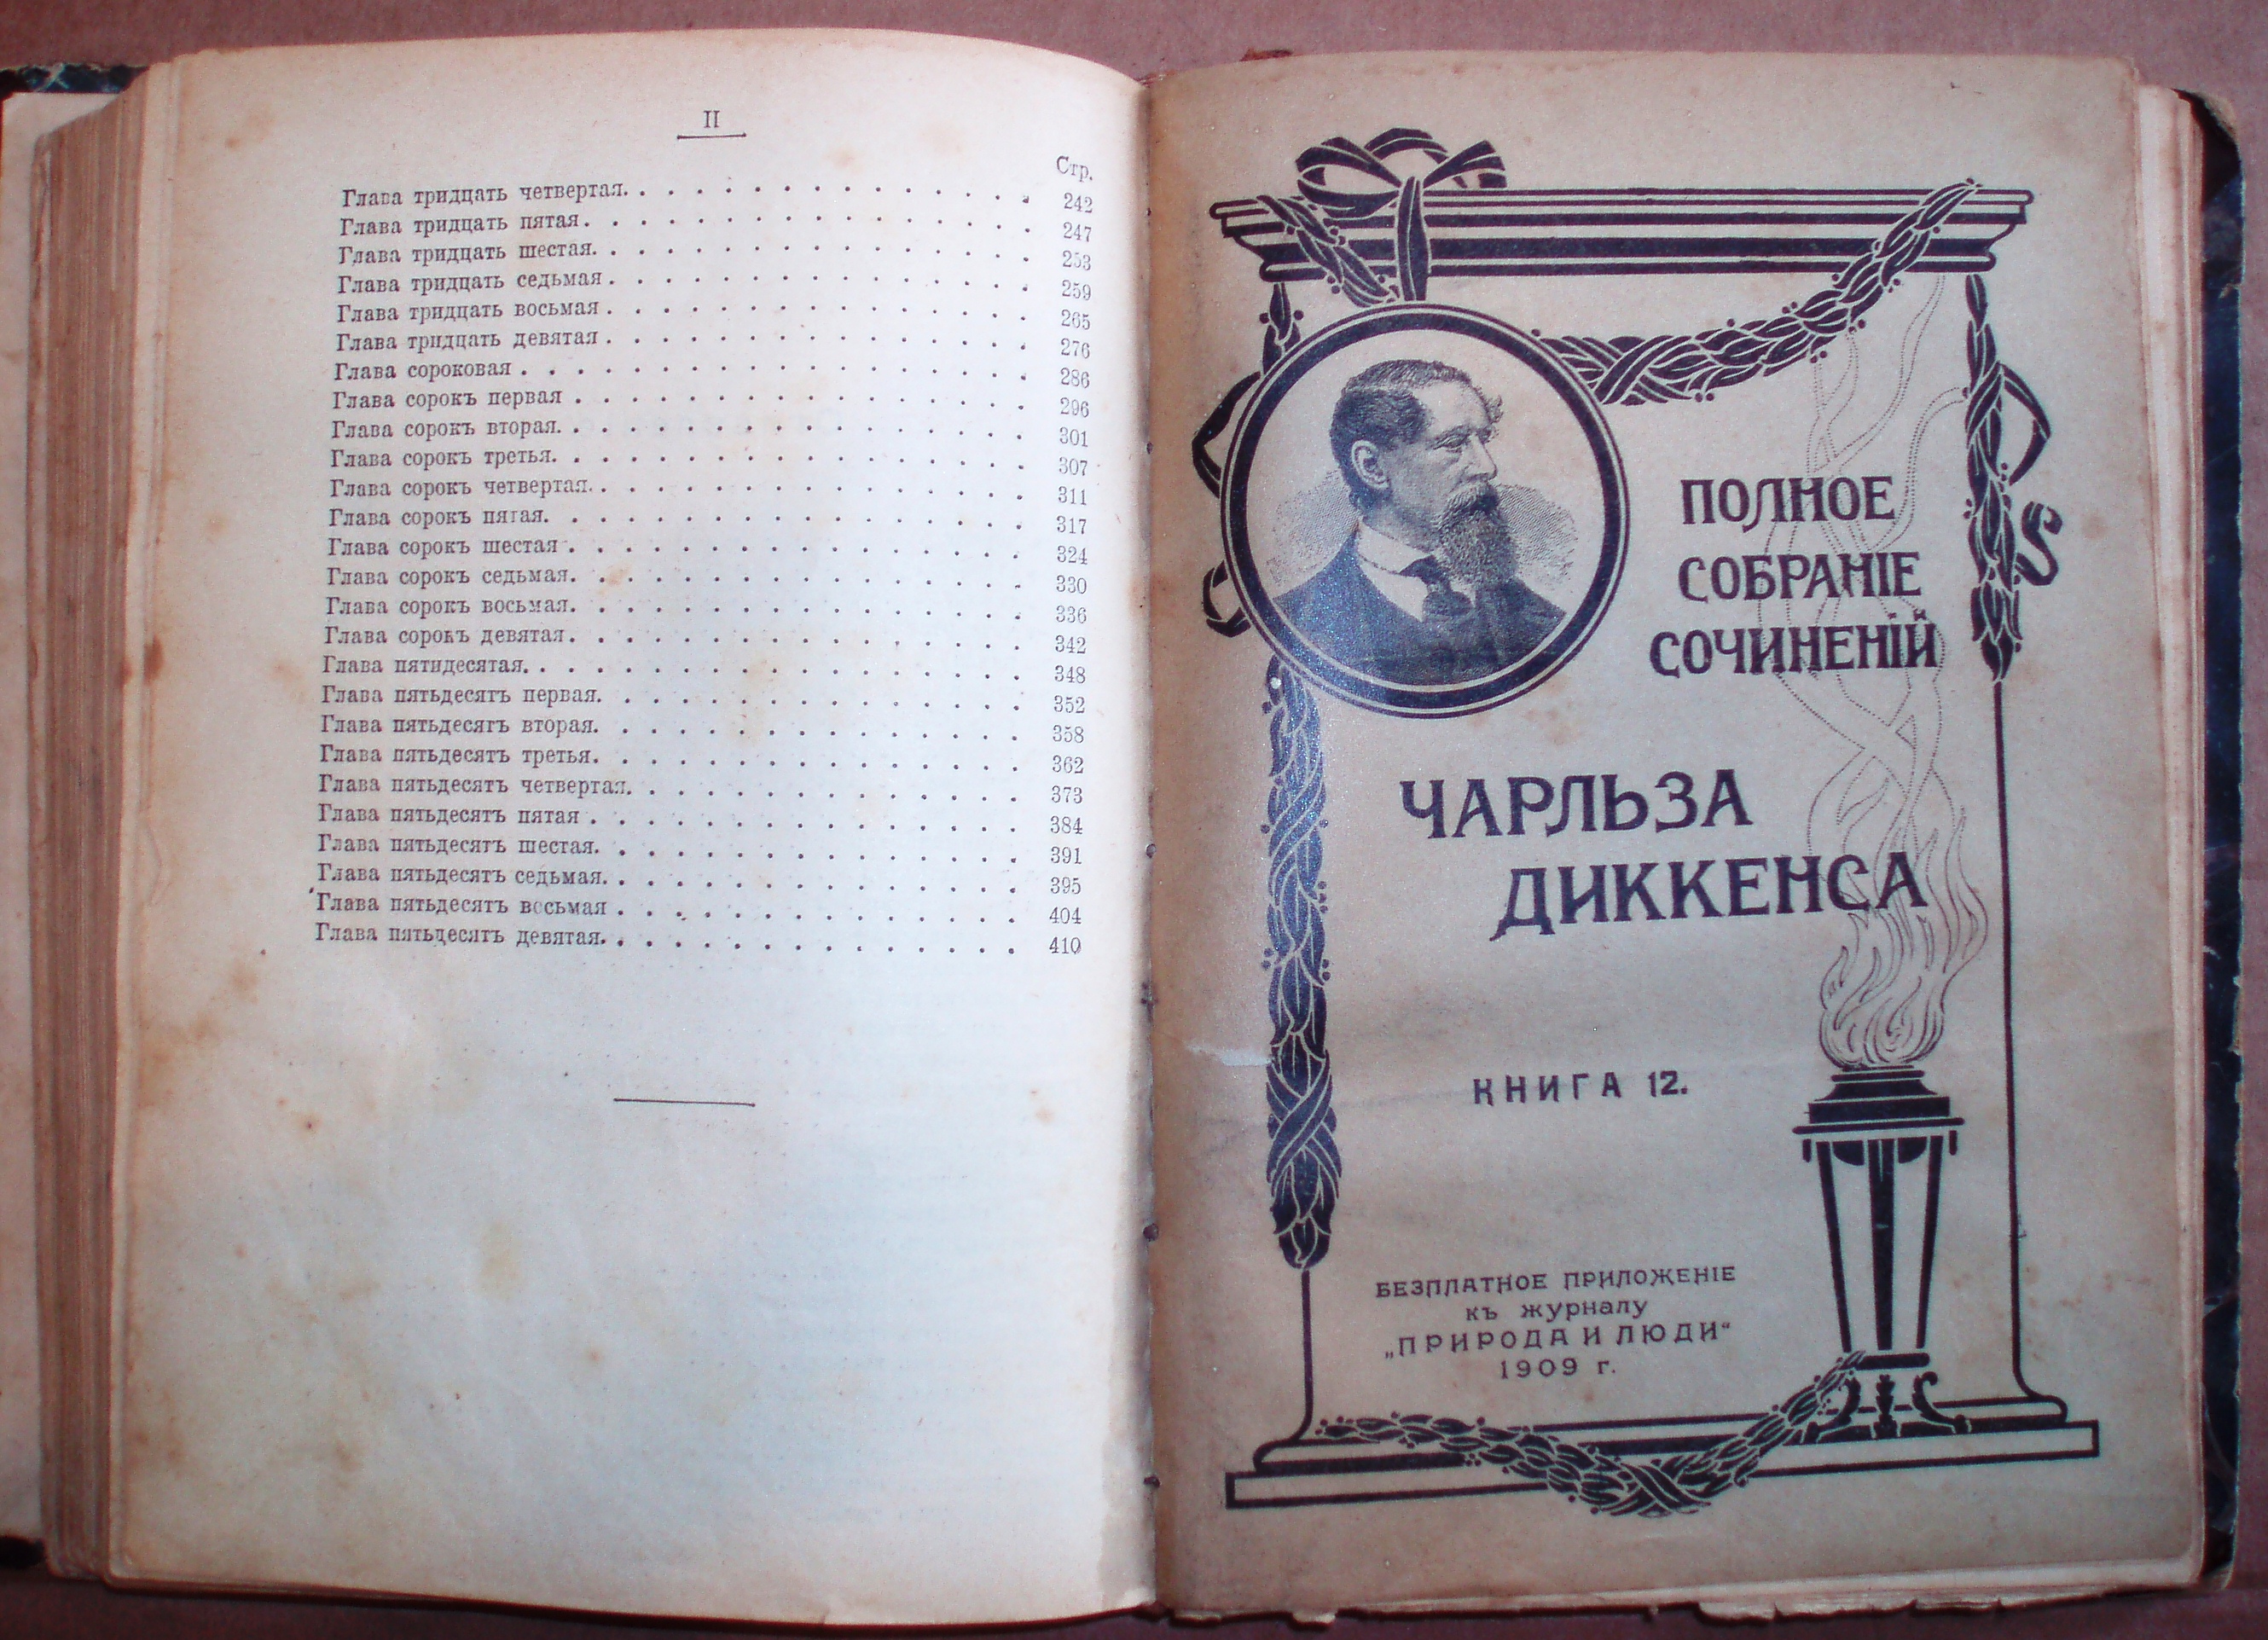 II
Стр.
Глава тридцать четвертая. . . . . . . . . . . . . . . 242
Глава тридцать пятая . . . . . . . . . . . . . . . . 247
Глава тридцать шестая. . . . . . . . . . . . . . . . 253
Глава тридцать седьмая . . . . . . . . . . . . . . . 259
Глава тридцать восьмая . . . . . . . . . . . . . . . 265
Глава тридцать девятая . . . . . . . . . . . . . . . 276
Глава сороковая . . . . . . . . . . . . . . . . . . 286
Глава сорокъ первая . . . . . . . . . . . . . . . . 296
Глава сорокъ вторая. . . . . . . . . . . . . . . . . 301
Глава сорокъ третья. . . . . . . . . . . . . . . . . 307
Глава сорокъ четвертая. . . . . . . . . . . . . . . . 311
Глава сорокъ пятая. . . . . . . . . . . . . . . . . 317
Глава сорокъ шестая . . . . . . . . . . . . . . . . 324
Глава сорокъ седьмая. . . . . . . . . . . . . . . . 330
Глава сорокъ восьмая. . . . . . . . . . . . . . . . 336
Глава сорокъ девятая. . . . . . . . . . . . . . . . 342
Глава пятидесятая. . . . . . . . . . . . . . . . . . 348
Глава пятьдесятъ первая. . . . . . . . . . . . . . . 352
Глава пятьдесятъ вторая. . . . . . . . . . . . . . . 358
Глава пятьдесятъ третья. . . . . . . . . . . . . . . 362
Глава пятьдесятъ четвертая. . . . . . . . . . . . . . 373
Глава пятьдесятъ пятая . . . . . . . . . . . . . . . 384
Глава пятьдесятъ шестая. . . . . . . . . . . . . . . 391
Глава пятьдесятъ седьмая. . . . . . . . . . . . . . . 395
Глава пятьдесятъ восьмая . . . . . . . . . . . . . . 404
Глава пятьдесятъ девятая. . . . . . . . . . . . . . . 410
ПОЛНОЕ
СОБРАНІЕ
СОЧИНЕНІЙ
ЧАРЛЬЗА
ДИККЕНСА
КНИГА 12.
БЕЗПЛАТНОЕ ПРИЛОЖЕНІЕ
къ журналу
„ПРИРОДА И ЛЮДИ“
1909 г.